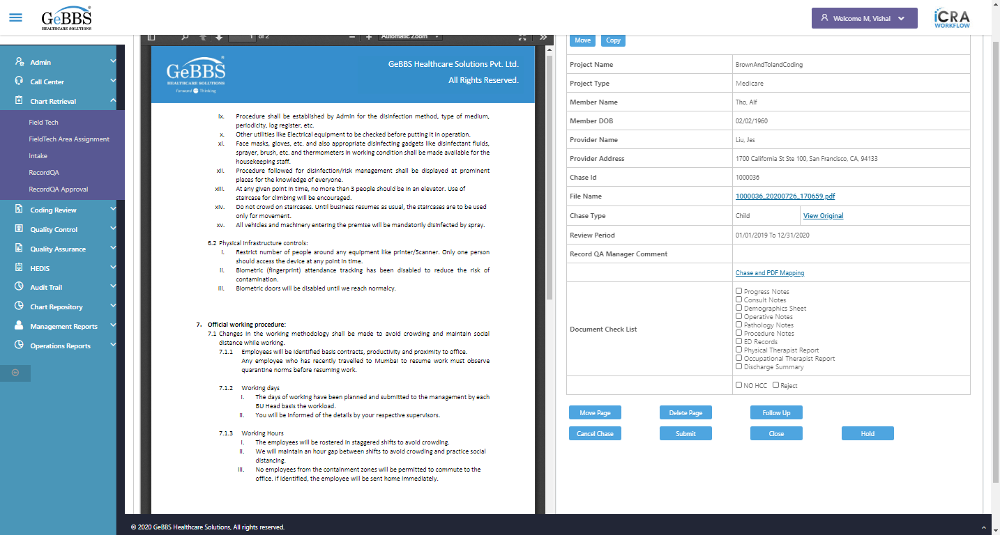 GeBBS
HEALTHCARE SOLUTIONS
Welcome M, Vishal
iCRA
WORKFLOW
Admin
Call Center
Chart Retrieval
Field Tech
FieldTech Area Assignment
Intake
RecordQA
RecordQA Approval
Coding Review
Quality Control
Quality Assurance
HEDIS
Audit Trail
Chart Repository
Management Reports
Operations Reports
1 of 2
Automatic Zoom
GeBBS
HEALTHCARE SOLUTIONS
Forward Thinking
GeBBS Healthcare Solutions Pvt. Ltd.
All Rights Reserved.
ix. Procedure shall be established by Admin for the disinfection method, type of medium,
periodicity, log register, etc.
x. Other utilities like Electrical equipment to be checked before putting it in operation.
xi. Face masks, gloves, etc. and also appropriate disinfecting gadgets like disinfectant fluids,
sprayer, brush, etc. and thermometers in working condition shall be made available for the
housekeeping staff.
xii. Procedure followed for disinfection/risk management shall be displayed at prominent
places for the knowledge of everyone.
xiii. At any given point in time, no more than 3 people should be in an elevator. Use of
staircase for climbing will be encouraged.
xiv. Do not crowd on staircases. Until business resumes as usual, the staircases are to be used
only for movement.
xv. All vehicles and machinery entering the premise will be mandatorily disinfected by spray.
6.2 Physical Infrastructure controls:
i. Restrict number of people around any equipment like printer/Scanner. Only one person
should access the device at any point in time.
ii. Biometric (fingerprint) attendance tracking has been disabled to reduce the risk of
contamination.
iii. Biometric doors will be disabled until we reach normalcy.
7. Official working procedure:
7.1 Changes in the working methodology shall be made to avoid crowding and maintain social
distance while working.
7.1.1 Employees will be identified basis contracts, productivity and proximity to office.
Any employee who has recently travelled to Mumbai to resume work must observe
quarantine norms before resuming work.
7.1.2 Working days
i. The days of working have been planned and submitted to the management by each
BU Head basis the workload.
ii. You will be informed of the details by your respective supervisors.
7.1.3 Working Hours
i. The employees will be rostered in staggered shifts to avoid crowding.
ii. We will maintain an hour gap between shifts to avoid crowding and practice social
distancing.
iii. No employees from the containment zones will be permitted to commute to the
office. If identified, the employee will be sent home immediately.
Move Copy
Project Name BrownAndTolandCoding
Project Type Medicare
Member Name Tho, Alf
Member DOB 02/02/1960
Provider Name Liu, Jes
Provider Address 1700 California St Ste 100, San Francisco, CA, 94133
Chase Id 1000036
File Name 1000036_20200726_170659.pdf
Chase Type Child View Original
Review Period 01/01/2019 To 12/31/2020
Record QA Manager Comment
Chase and PDF Mapping
Document Check List
Progress Notes
Consult Notes
Demographics Sheet
Operative Notes
Pathology Notes
Procedure Notes
ED Records
Physical Therapist Report
Occupational Therapist Report
Discharge Summary
NO HCC Reject
Move Page Delete Page Follow Up
Cancel Chase Submit Close Hold
© 2020 GeBBS Healthcare Solutions, All rights reserved.